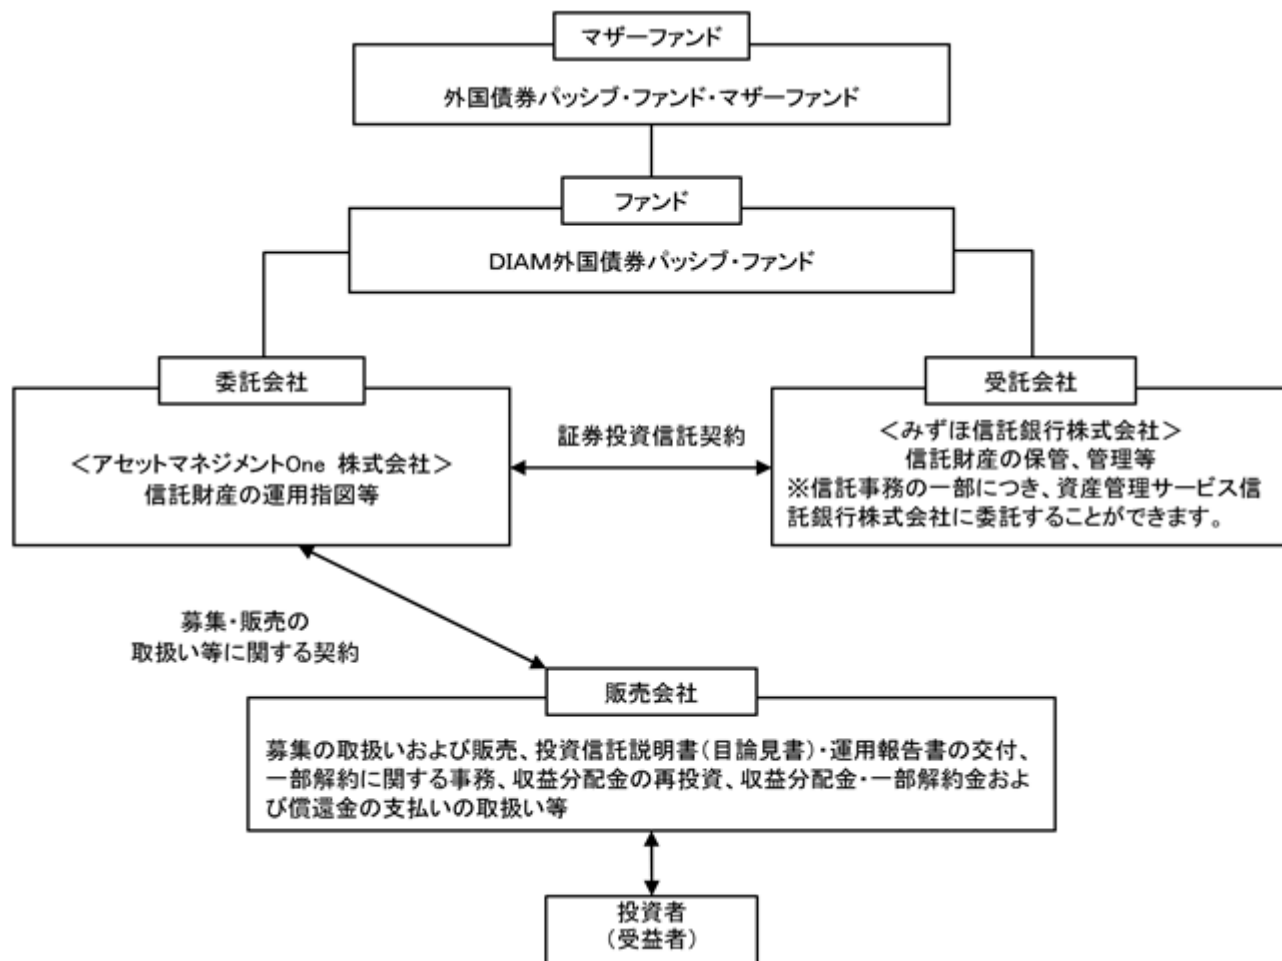 マザーファンド
外国債券パッシブ・ファンド・マザーファンド
ファンド
DIAM外国債券パッシブ・ファンド
委託会社
<アセットマネジメントOne 株式会社>
信託財産の運用指図等
証券投資信託契約
受託会社
<みずほ信託銀行株式会社>
信託財産の保管、管理等
※信託事務の一部につき、資産管理サービス信
託銀行株式会社に委託することができます。
募集・販売の
取扱い等に関する契約
販売会社
募集の取扱いおよび販売、投資信託説明書(目論見書)・運用報告書の交付、
一部解約に関する事務、収益分配金の再投資、収益分配金・一部解約金およ
び償還金の支払いの取扱い等
投資者
(受益者)